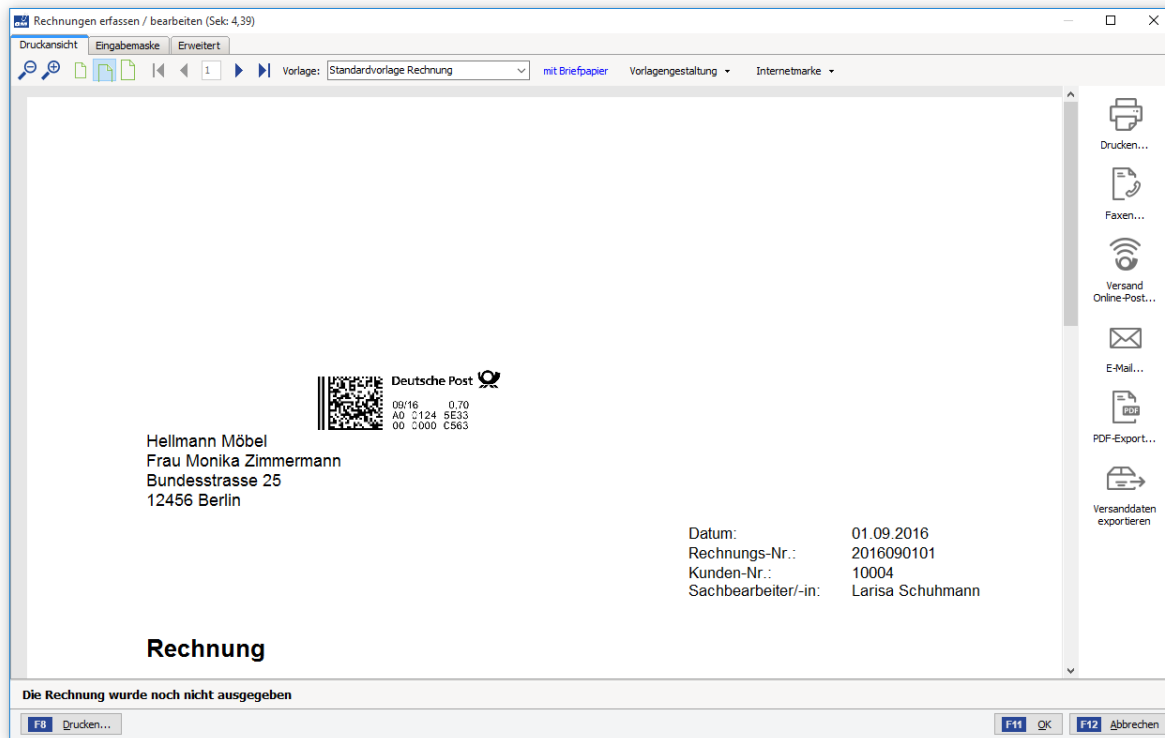 Rechnungen erfassen / bearbeiten (Sek: 4,39)
Druckansicht Eingabemaske Erweitert
1 Vorlage: Standardvorlage Rechnung mit Briefpapier Vorlagengestaltung Internetmarke
Drucken...
Faxen...
Versand
Online-Post...
E-Mail...
PDF
PDF-Export...
Versanddaten
exportieren
Deutsche Post
09/16 0.70
A0 0124 5E33
00 0000 C563
Hellmann Möbel
Frau Monika Zimmermann
Bundesstrasse 25
12456 Berlin
Datum: 01.09.2016
Rechnungs-Nr.: 2016090101
Kunden-Nr.: 10004
Sachbearbeiter/-in: Larisa Schuhmann
Rechnung
Die Rechnung wurde noch nicht ausgegeben
F8 Drucken... F11 OK F12 Abbrechen